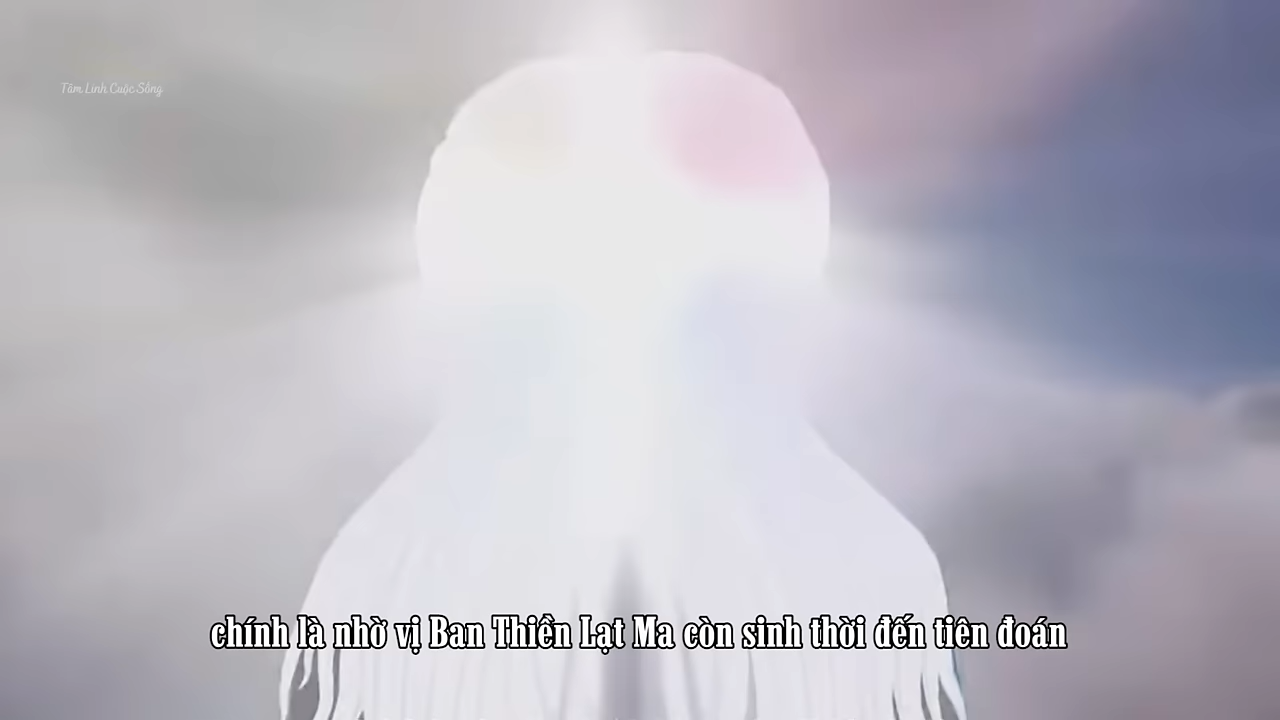 Tâm Linh Cuộc Sống
chính là nhờ vị Ban Thiền Lạt Ma còn sinh thời đến tiên đoán